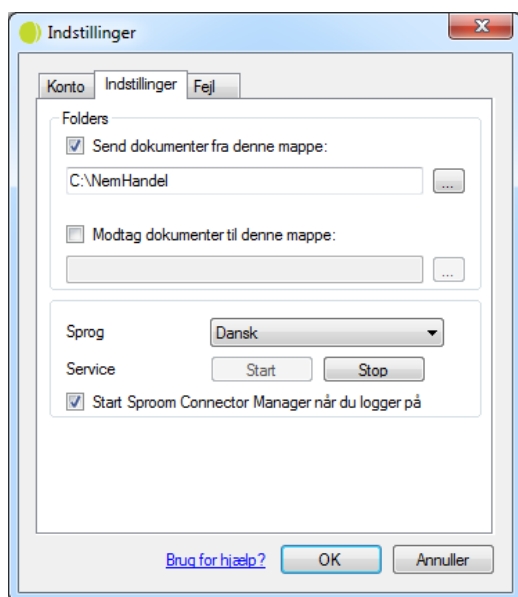 Indstillinger
Konto Indstillinger Fejl
Folders
Send dokumenter fra denne mappe:
C:\NemHandel
...
Modtag dokumenter til denne mappe:
...
Sprog Dansk
Service Start Stop
Start Sproom Connector Manager når du logger på
Brug for hjælp? OK Annuller